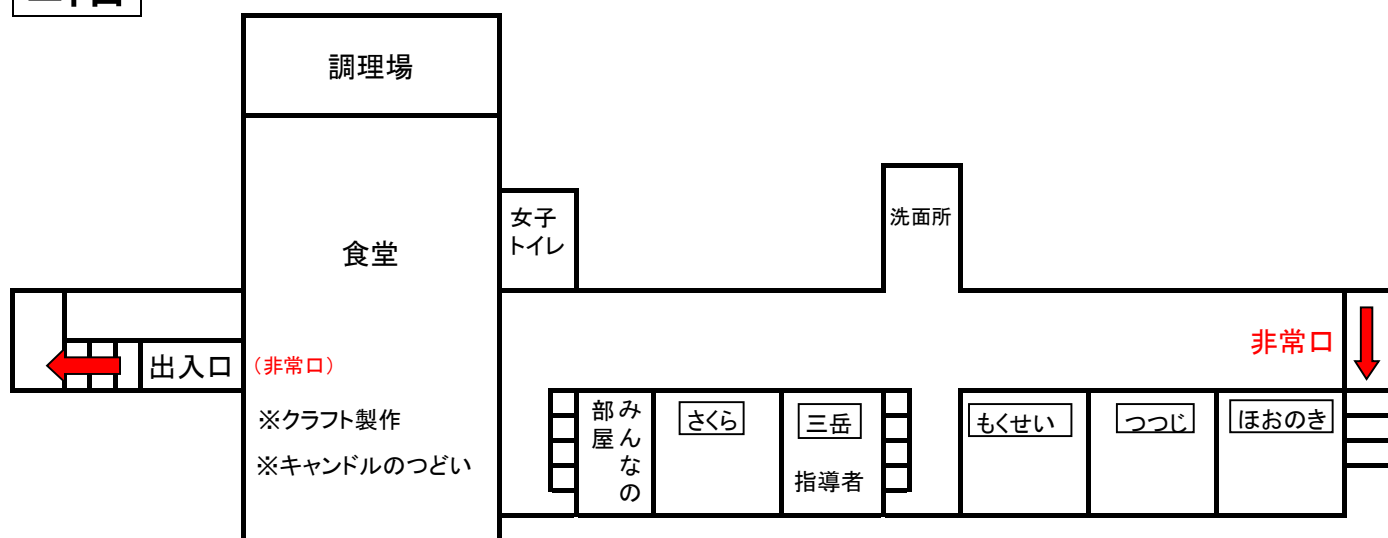 調理場
食堂
女子
トイレ
洗面所
出入口
(非常口)
非常口
※クラフト製作
※キャンドルのつどい
みんなの
部屋
さくら
三岳
指導者
もくせい
つつじ
ほおのき